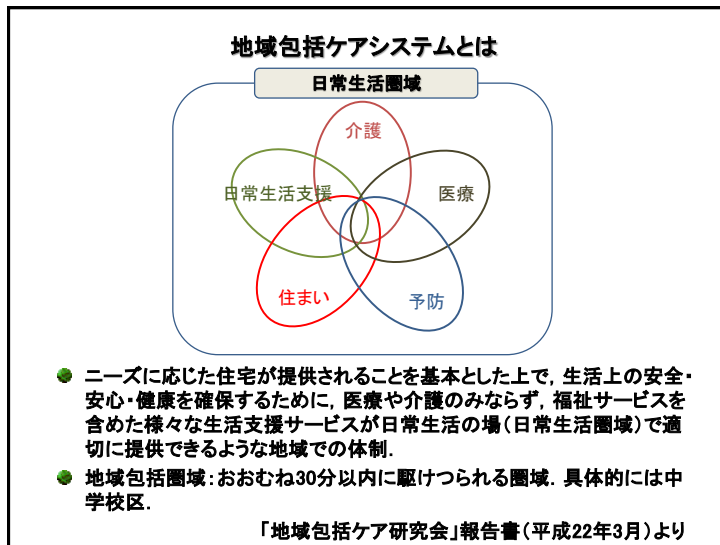 地域包括ケアシステムとは
日常生活圏域
介護
日常生活支援
医療
住まい
予防
ニーズに応じた住宅が提供されることを基本とした上で，生活上の安全・
安心・健康を確保するために，医療や介護のみならず，福祉サービスを
含めた様々な生活支援サービスが日常生活の場（日常生活圏域）で適
切に提供できるような地域での体制．
地域包括圏域：おおむね30分以内に駆けつられる圏域．具体的には中
学校区．
「地域包括ケア研究会」報告書（平成22年3月）より